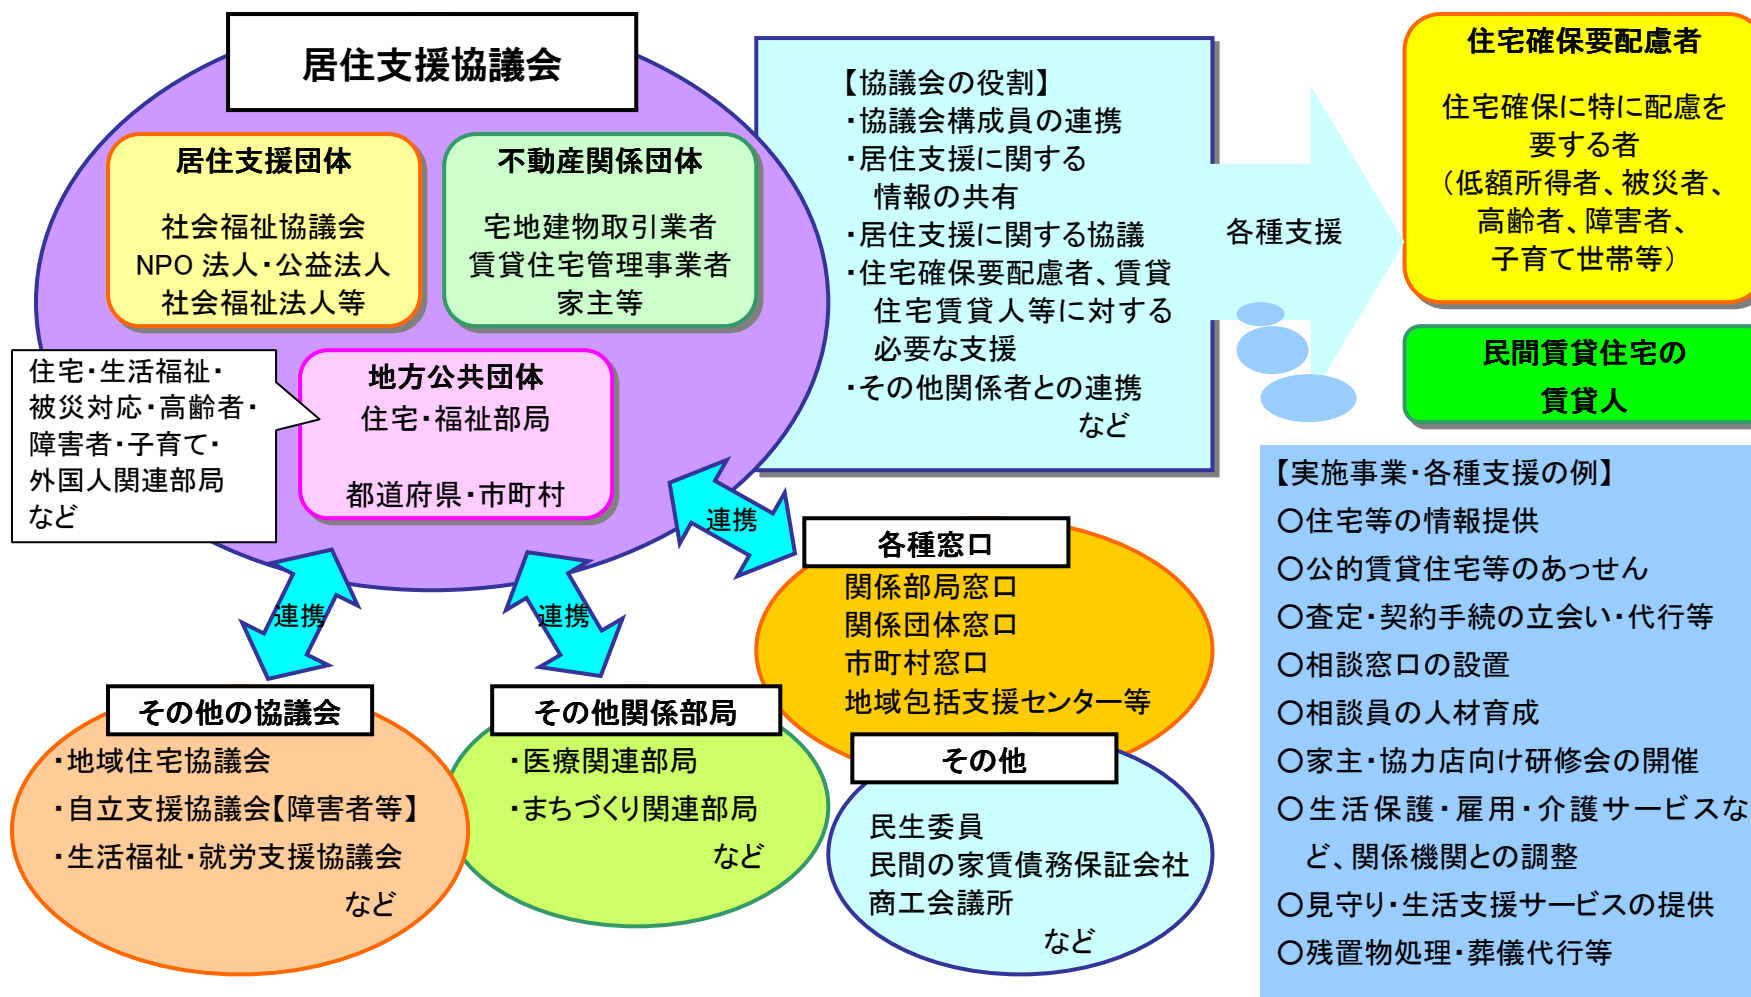 居住支援協議会
居住支援団体
社会福祉協議会
NPO 法人・公益法人
社会福祉法人等
不動産関係団体
宅地建物取引業者
賃貸住宅管理事業者
家主等
地方公共団体
住宅・福祉部局
都道府県・市町村
住宅・生活福祉・
被災対応・高齢者・
障害者・子育て・
外国人関連部局
など
【協議会の役割】
・協議会構成員の連携
・居住支援に関する
情報の共有
・居住支援に関する協議
・住宅確保要配慮者、賃貸
住宅賃貸人等に対する
必要な支援
・その他関係者との連携
など
各種支援
住宅確保要配慮者
住宅確保に特に配慮を
要する者
（低額所得者、被災者、
高齢者、障害者、
子育て世帯等）
民間賃貸住宅の
賃貸人
【実施事業・各種支援の例】
○住宅等の情報提供
○公的賃貸住宅等のあっせん
○査定・契約手続の立会い・代行等
○相談窓口の設置
○相談員の人材育成
○家主・協力店向け研修会の開催
○生活保護・雇用・介護サービスな
ど、関係機関との調整
○見守り・生活支援サービスの提供
○残置物処理・葬儀代行等
連携
連携
連携
各種窓口
関係部局窓口
関係団体窓口
市町村窓口
地域包括支援センター等
その他の協議会
・地域住宅協議会
・自立支援協議会【障害者等】
・生活福祉・就労支援協議会
など
その他関係部局
・医療関連部局
・まちづくり関連部局
など
その他
民生委員
民間の家賃債務保証会社
商工会議所
など